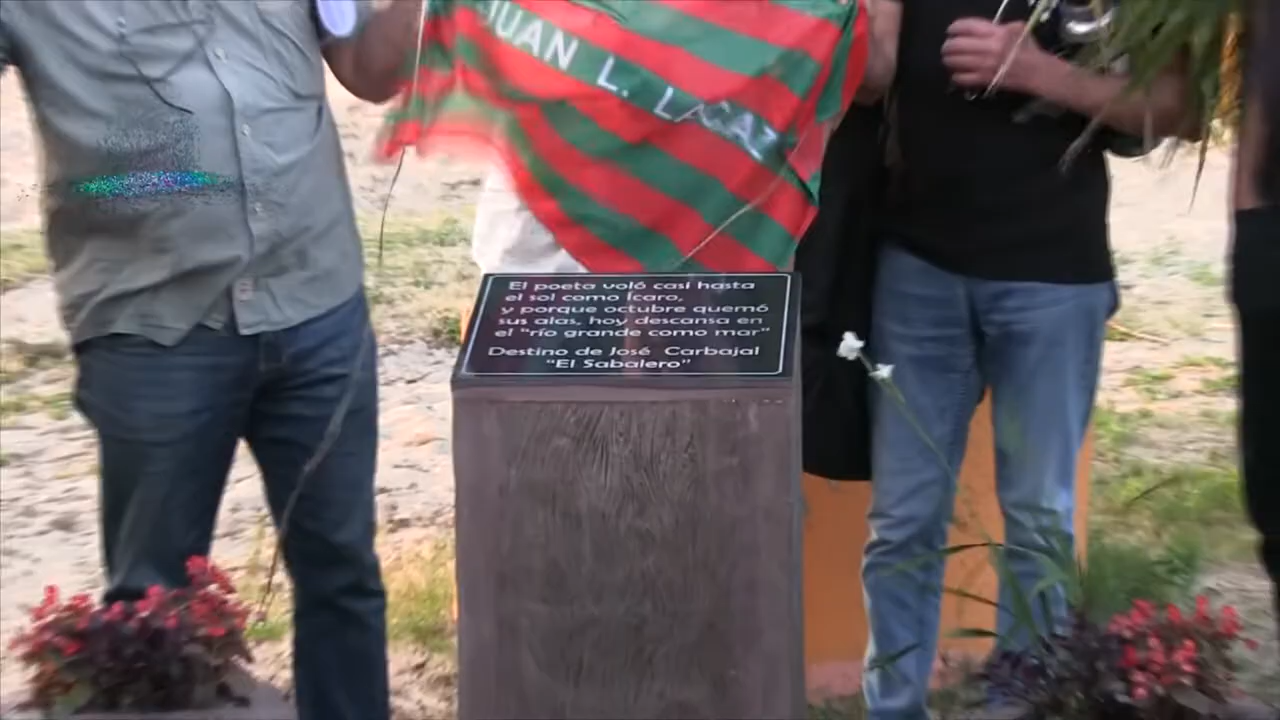 JUAN L. LACAZ
El poeta voló casi hasta
el sol como Ícaro,
y porque octubre quemó
sus alas, hoy descansa en
el "río grande como mar"
Destino de José Carbajal
"El Sabalero"